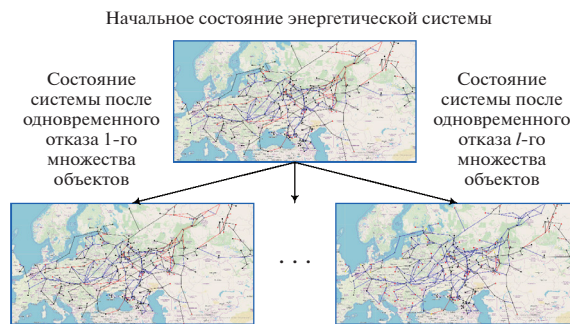 Начальное состояние энергетической системы
Состояние
системы после
одновременного
отказа 1-го
множества
объектов
Состояние
системы после
одновременного
отказа l-го
множества
объектов
. . .